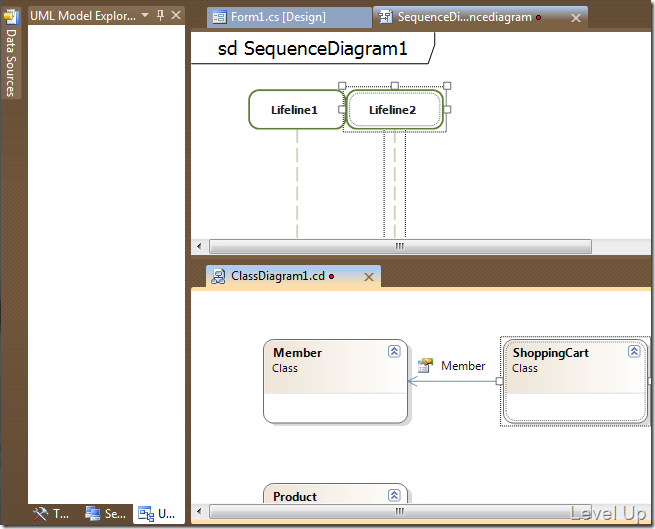 UML Model Explor...
Data Sources
Form1.cs [Design]
SequenceDi...ncediagram
sd SequenceDiagram1
Lifeline1
Lifeline2
ClassDiagram1.cd
Member
Class
Member
ShoppingCart
Class
Product
T...
Se...
U...
Level Up